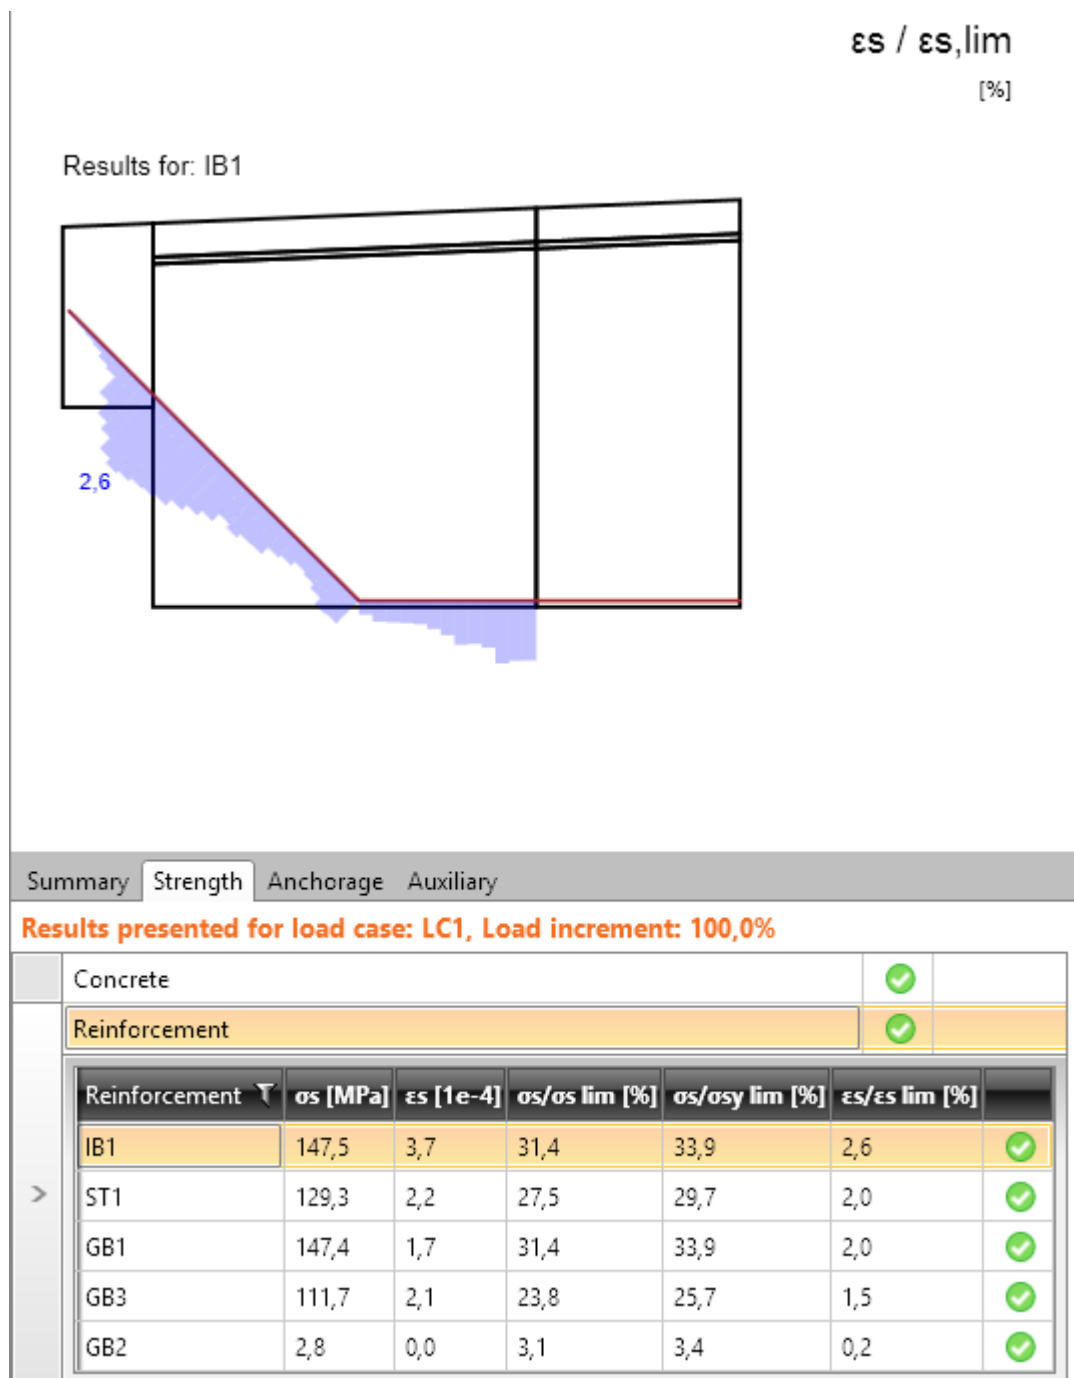 εs / εs,lim
[%]
Results for: IB1
2,6
Summary Strength Anchorage Auxiliary
Results presented for load case: LC1, Load increment: 100,0%
Concrete
Reinforcement
Reinforcement σs [MPa] εs [1e-4] σs/σs lim [%] σs/σsy lim [%] εs/εs lim [%]
IB1 147,5 3,7 31,4 33,9 2,6
ST1 129,3 2,2 27,5 29,7 2,0
GB1 147,4 1,7 31,4 33,9 2,0
GB3 111,7 2,1 23,8 25,7 1,5
GB2 2,8 0,0 3,1 3,4 0,2